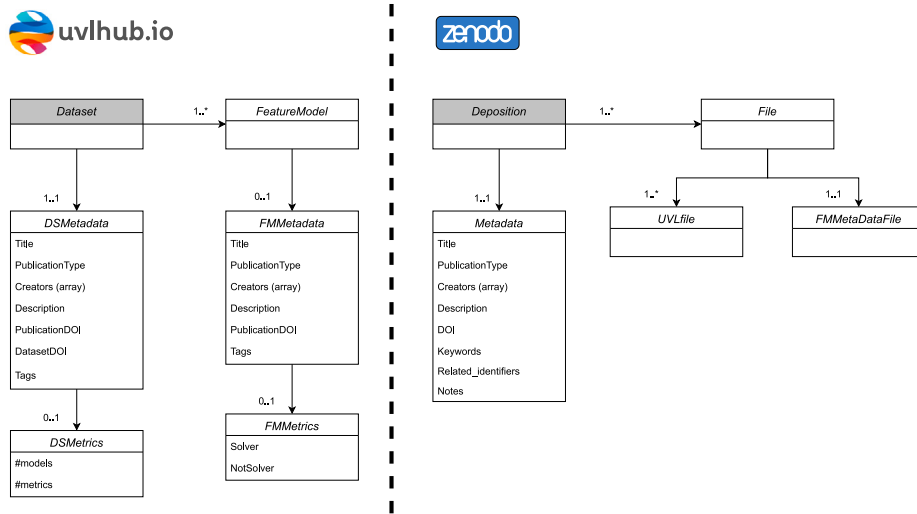 uvlhub.io
zenodo
Dataset
1..*
FeatureModel
1..1
0..1
DSMetadata
Title
PublicationType
Creators (array)
Description
PublicationDOI
DatasetDOI
Tags
FMMetadata
Title
PublicationType
Creators (array)
Description
PublicationDOI
Tags
0..1
DSMetrics
#models
#metrics
0..1
FMMetrics
Solver
NotSolver
Deposition
1..*
File
1..1
1..*
1..1
Metadata
Title
PublicationType
Creators (array)
Description
DOI
Keywords
Related_identifiers
Notes
UVLfile
FMMetaDataFile